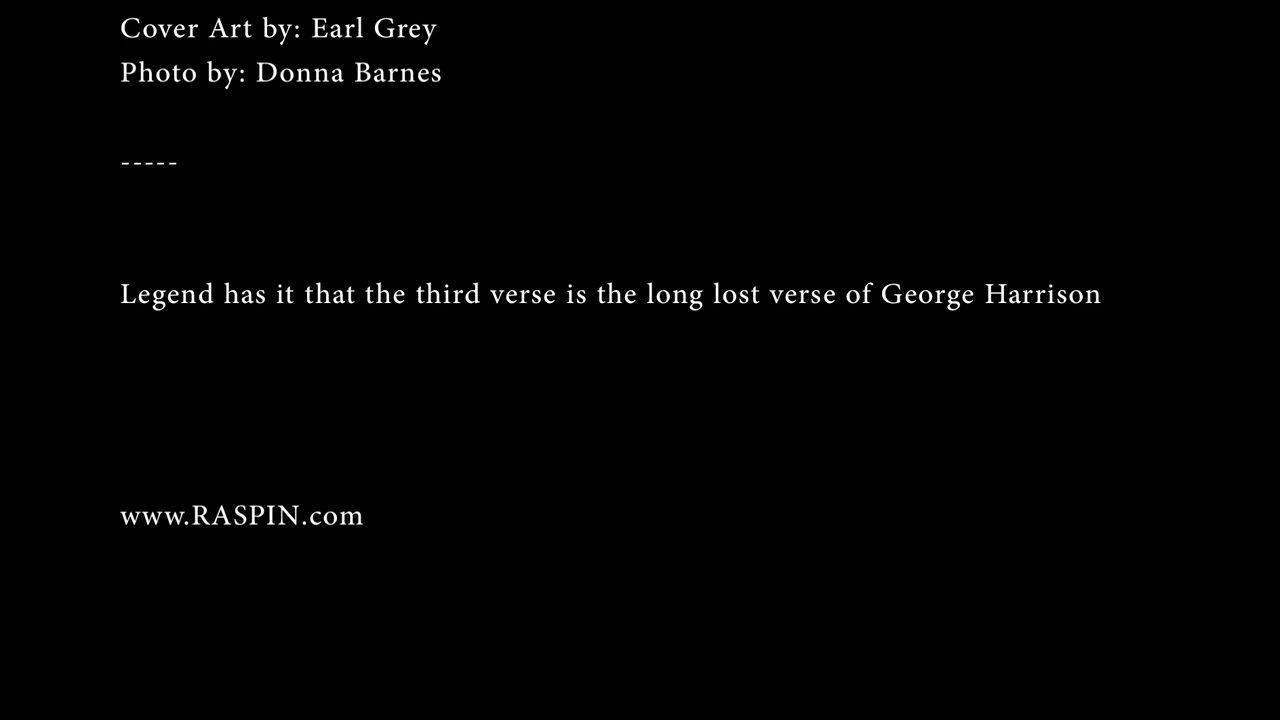 Cover Art by: Earl Grey
Photo by: Donna Barnes
-----
Legend has it that the third verse is the long lost verse of George Harrison
www.RASPIN.com